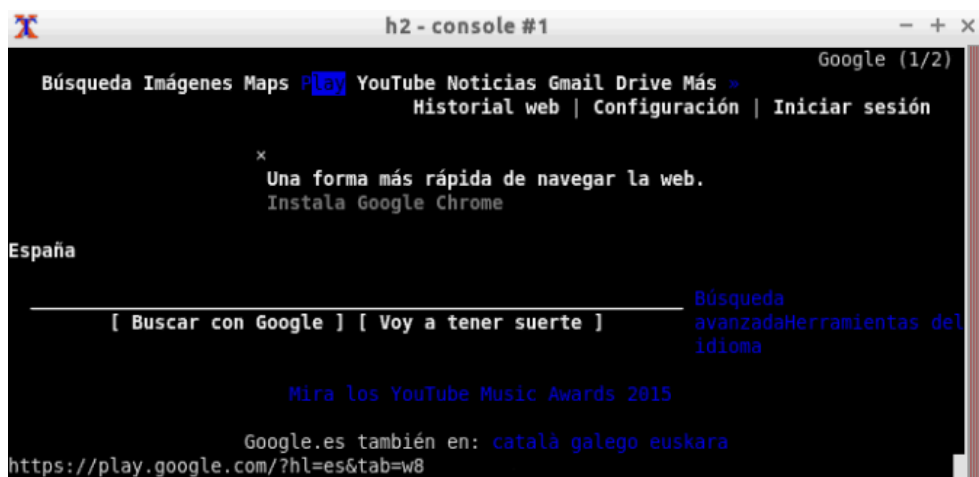 h2 - console #1
Google (1/2)
Búsqueda Imágenes Maps Play YouTube Noticias Gmail Drive Más »
Historial web | Configuración | Iniciar sesión
×
Una forma más rápida de navegar la web.
Instala Google Chrome
España
[ Buscar con Google ] [ Voy a tener suerte ]
Búsqueda
avanzadaHerramientas del
idioma
Mira los YouTube Music Awards 2015
Google.es también en: català galego euskara
https://play.google.com/?hl=es&tab=w8